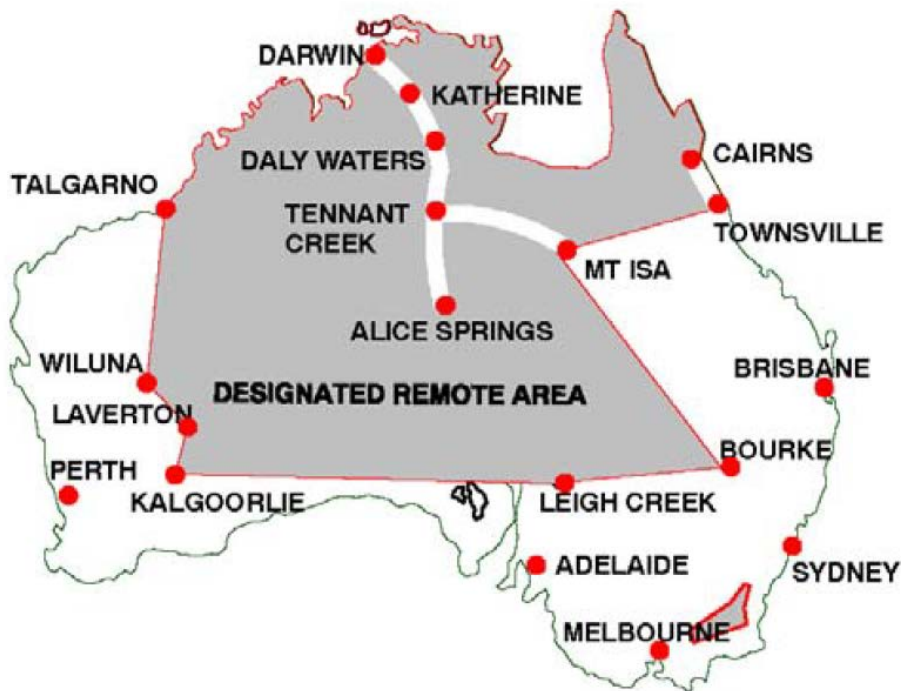 DARWIN
KATHERINE
DALY WATERS
CAIRNS
TALGARNO
TENNANT
CREEK
TOWNSVILLE
MT ISA
ALICE SPRINGS
WILUNA
BRISBANE
DESIGNATED REMOTE AREA
LAVERTON
BOURKE
PERTH
KALGOORLIE
LEIGH CREEK
ADELAIDE
SYDNEY
MELBOURNE